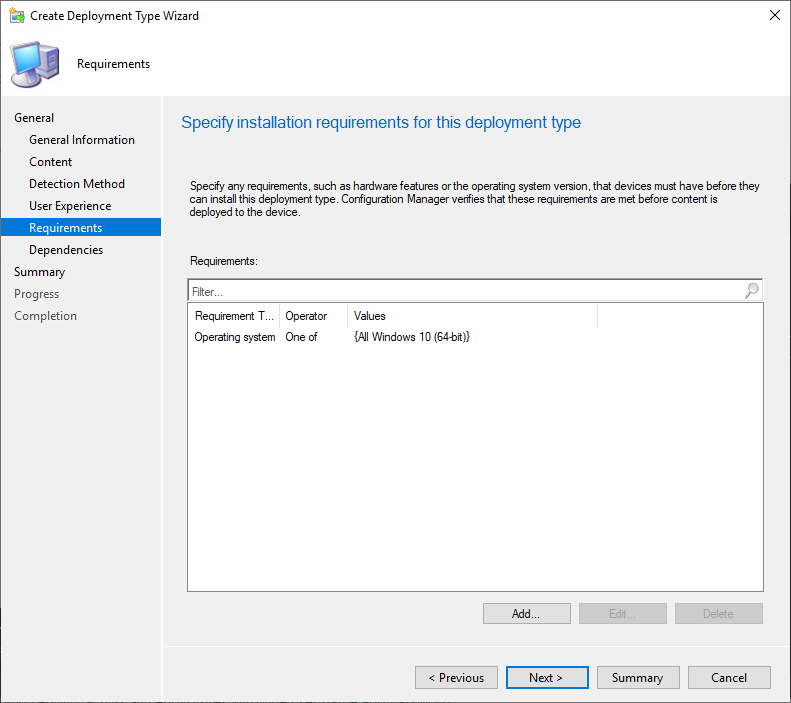 Create Deployment Type Wizard
Requirements
General
General Information
Content
Detection Method
User Experience
Requirements
Dependencies
Summary
Progress
Completion
Specify installation requirements for this deployment type
Specify any requirements, such as hardware features or the operating system version, that devices must have before they
can install this deployment type. Configuration Manager verifies that these requirements are met before content is
deployed to the device.
Requirements:
Filter...
Requirement T... Operator Values
Operating system One of {All Windows 10 (64-bit)}
Add... Edit... Delete
< Previous Next > Summary Cancel